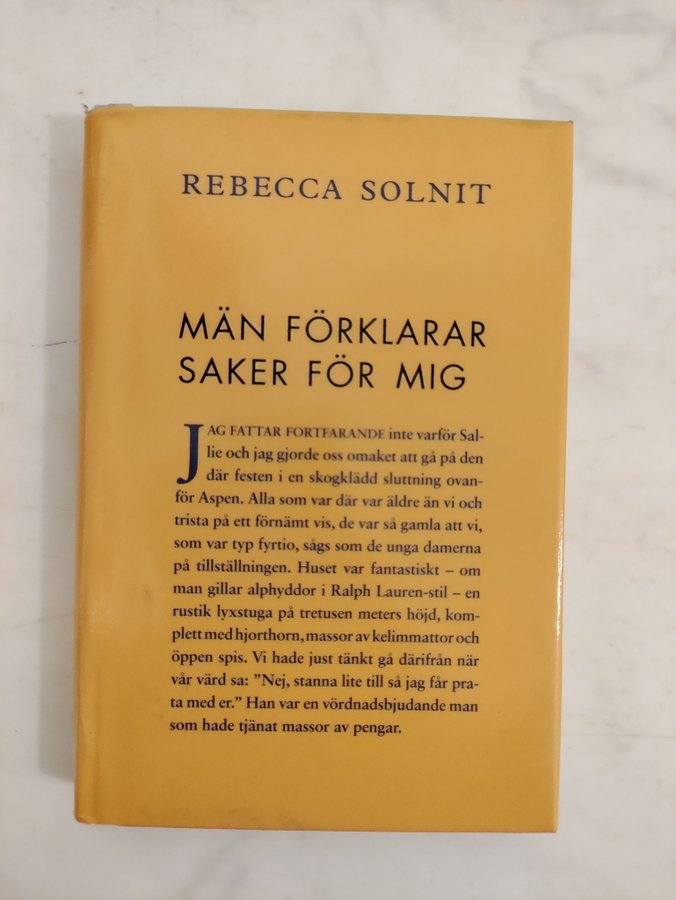 REBECCA SOLNIT
MÄN FÖRKLARAR
SAKER FÖR MIG
JAG FATTAR FORTFARANDE inte varför Sal-
lie och jag gjorde oss omaket att gå på den
där festen i en skogklädd sluttning ovan-
för Aspen. Alla som var där var äldre än vi och
trista på ett förnämt vis, de var så gamla att vi,
som var typ fyrtio, sågs som de unga damerna
på tillställningen. Huset var fantastiskt – om
man gillar alphyddor i Ralph Lauren-stil – en
rustik lyxstuga på tretusen meters höjd, kom-
plett med hjorthorn, massor av kelimmattor och
öppen spis. Vi hade just tänkt gå därifrån när
vår värd sa: ”Nej, stanna lite till så jag får pra-
ta med er.” Han var en vördnadsbjudande man
som hade tjänat massor av pengar.